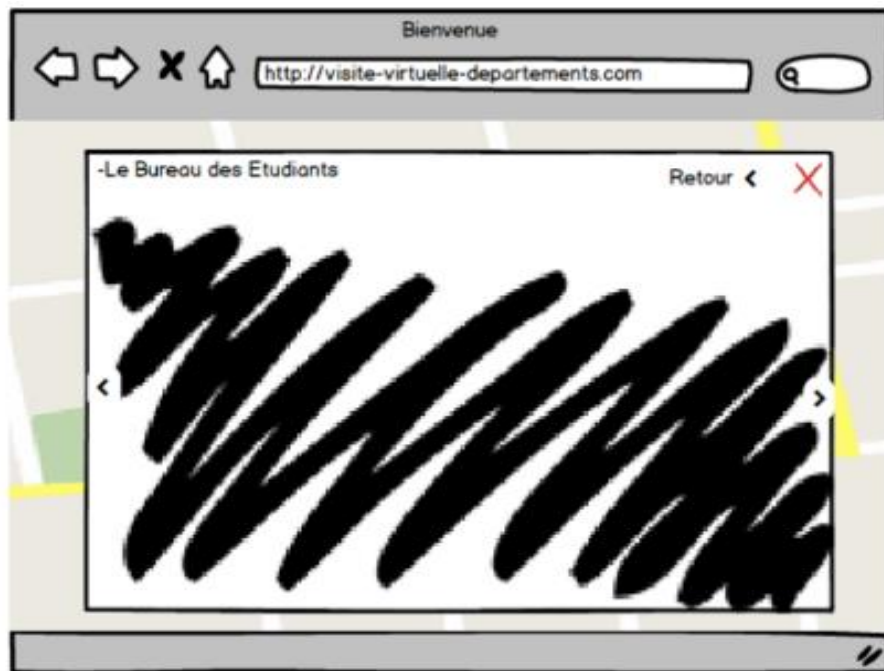 Bienvenue
http://visite-virtuelle-departements.com
-Le Bureau des Etudiants
Retour <